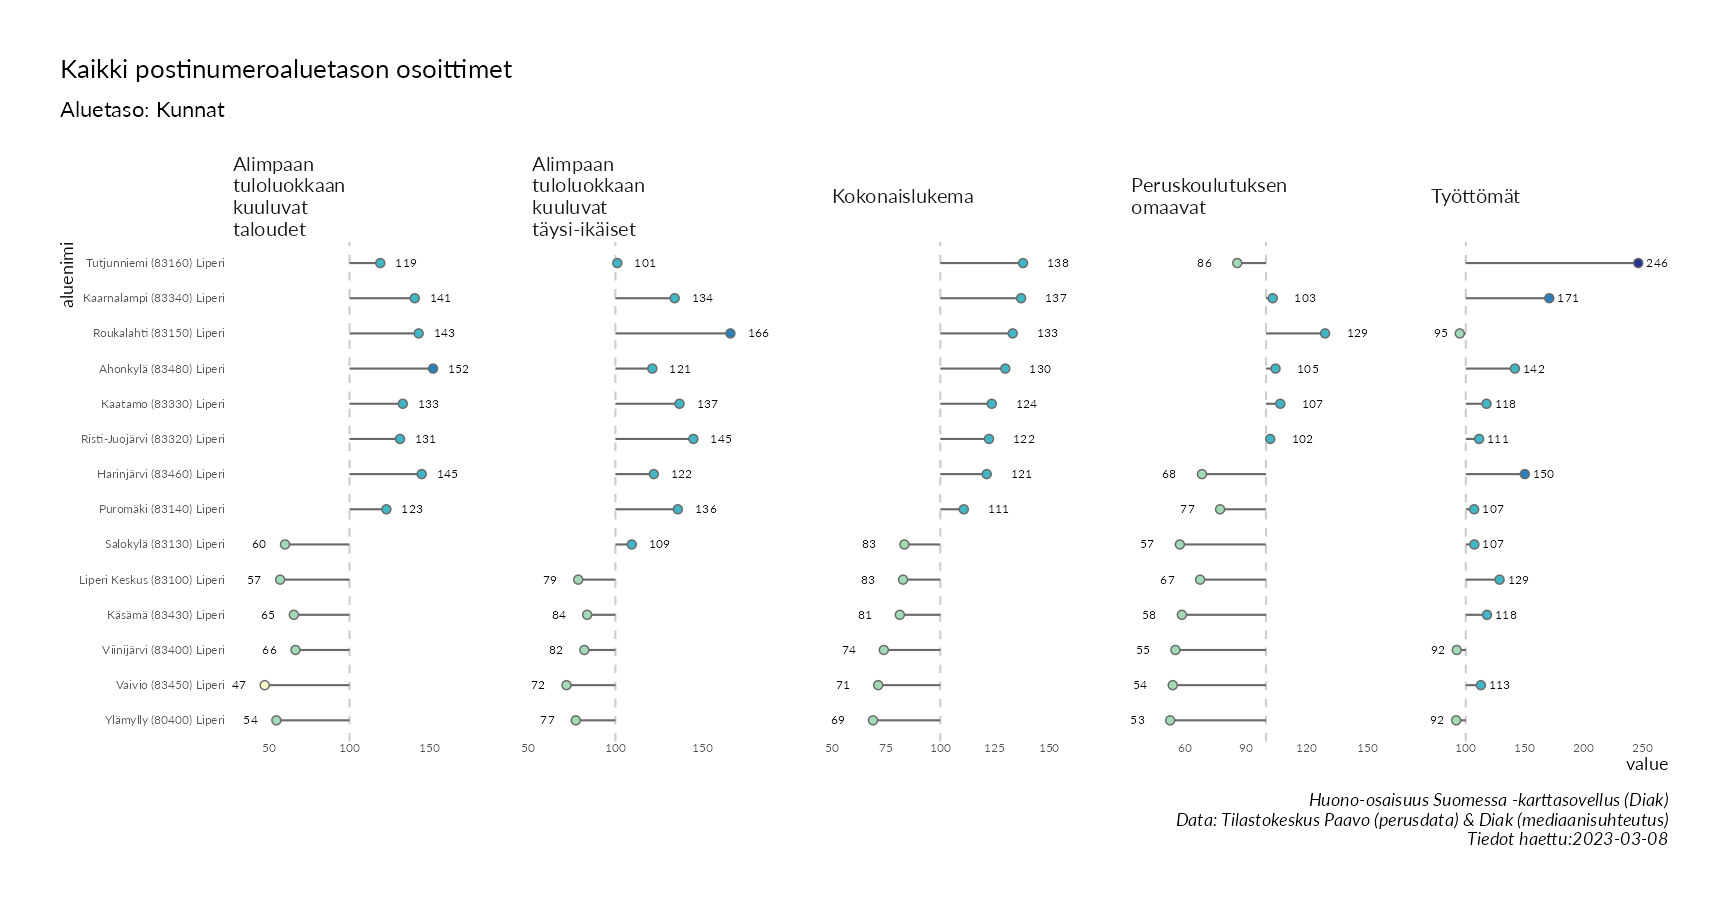 Kaikki postinumeroaluetason osoittimet
Aluetaso: Kunnat
Alimpaan
tuloluokkaan
kuuluvat
taloudet
Alimpaan
tuloluokkaan
kuuluvat
täysi-ikäiset
Kokonaislukema
Peruskoulutuksen
omaavat
Työttömät
aluenimi
Tutjunniemi (83160) Liperi 119 101 138 86 246
Kaarnalampi (83340) Liperi 141 134 137 103 171
Roukalahti (83150) Liperi 143 166 133 129 95
Ahonkylä (83480) Liperi 152 121 130 105 142
Kaatamo (83330) Liperi 133 137 124 107 118
Risti-Juojärvi (83320) Liperi 131 145 122 102 111
Harinjärvi (83460) Liperi 145 122 121 68 150
Puromäki (83140) Liperi 123 136 111 77 107
Salokylä (83130) Liperi 60 109 83 57 107
Liperi Keskus (83100) Liperi 57 79 83 67 129
Käsämä (83430) Liperi 65 84 81 58 118
Viinijärvi (83400) Liperi 66 82 74 55 92
Vaivio (83450) Liperi 47 72 71 54 113
Ylämylly (80400) Liperi 54 77 69 53 92
50 100 150 50 100 150 50 75 100 125 150 60 90 120 150 100 150 200 250
value
Huono-osaisuus Suomessa -karttasovellus (Diak)
Data: Tilastokeskus Paavo (perusdata) & Diak (mediaanisuhteutus)
Tiedot haettu:2023-03-08